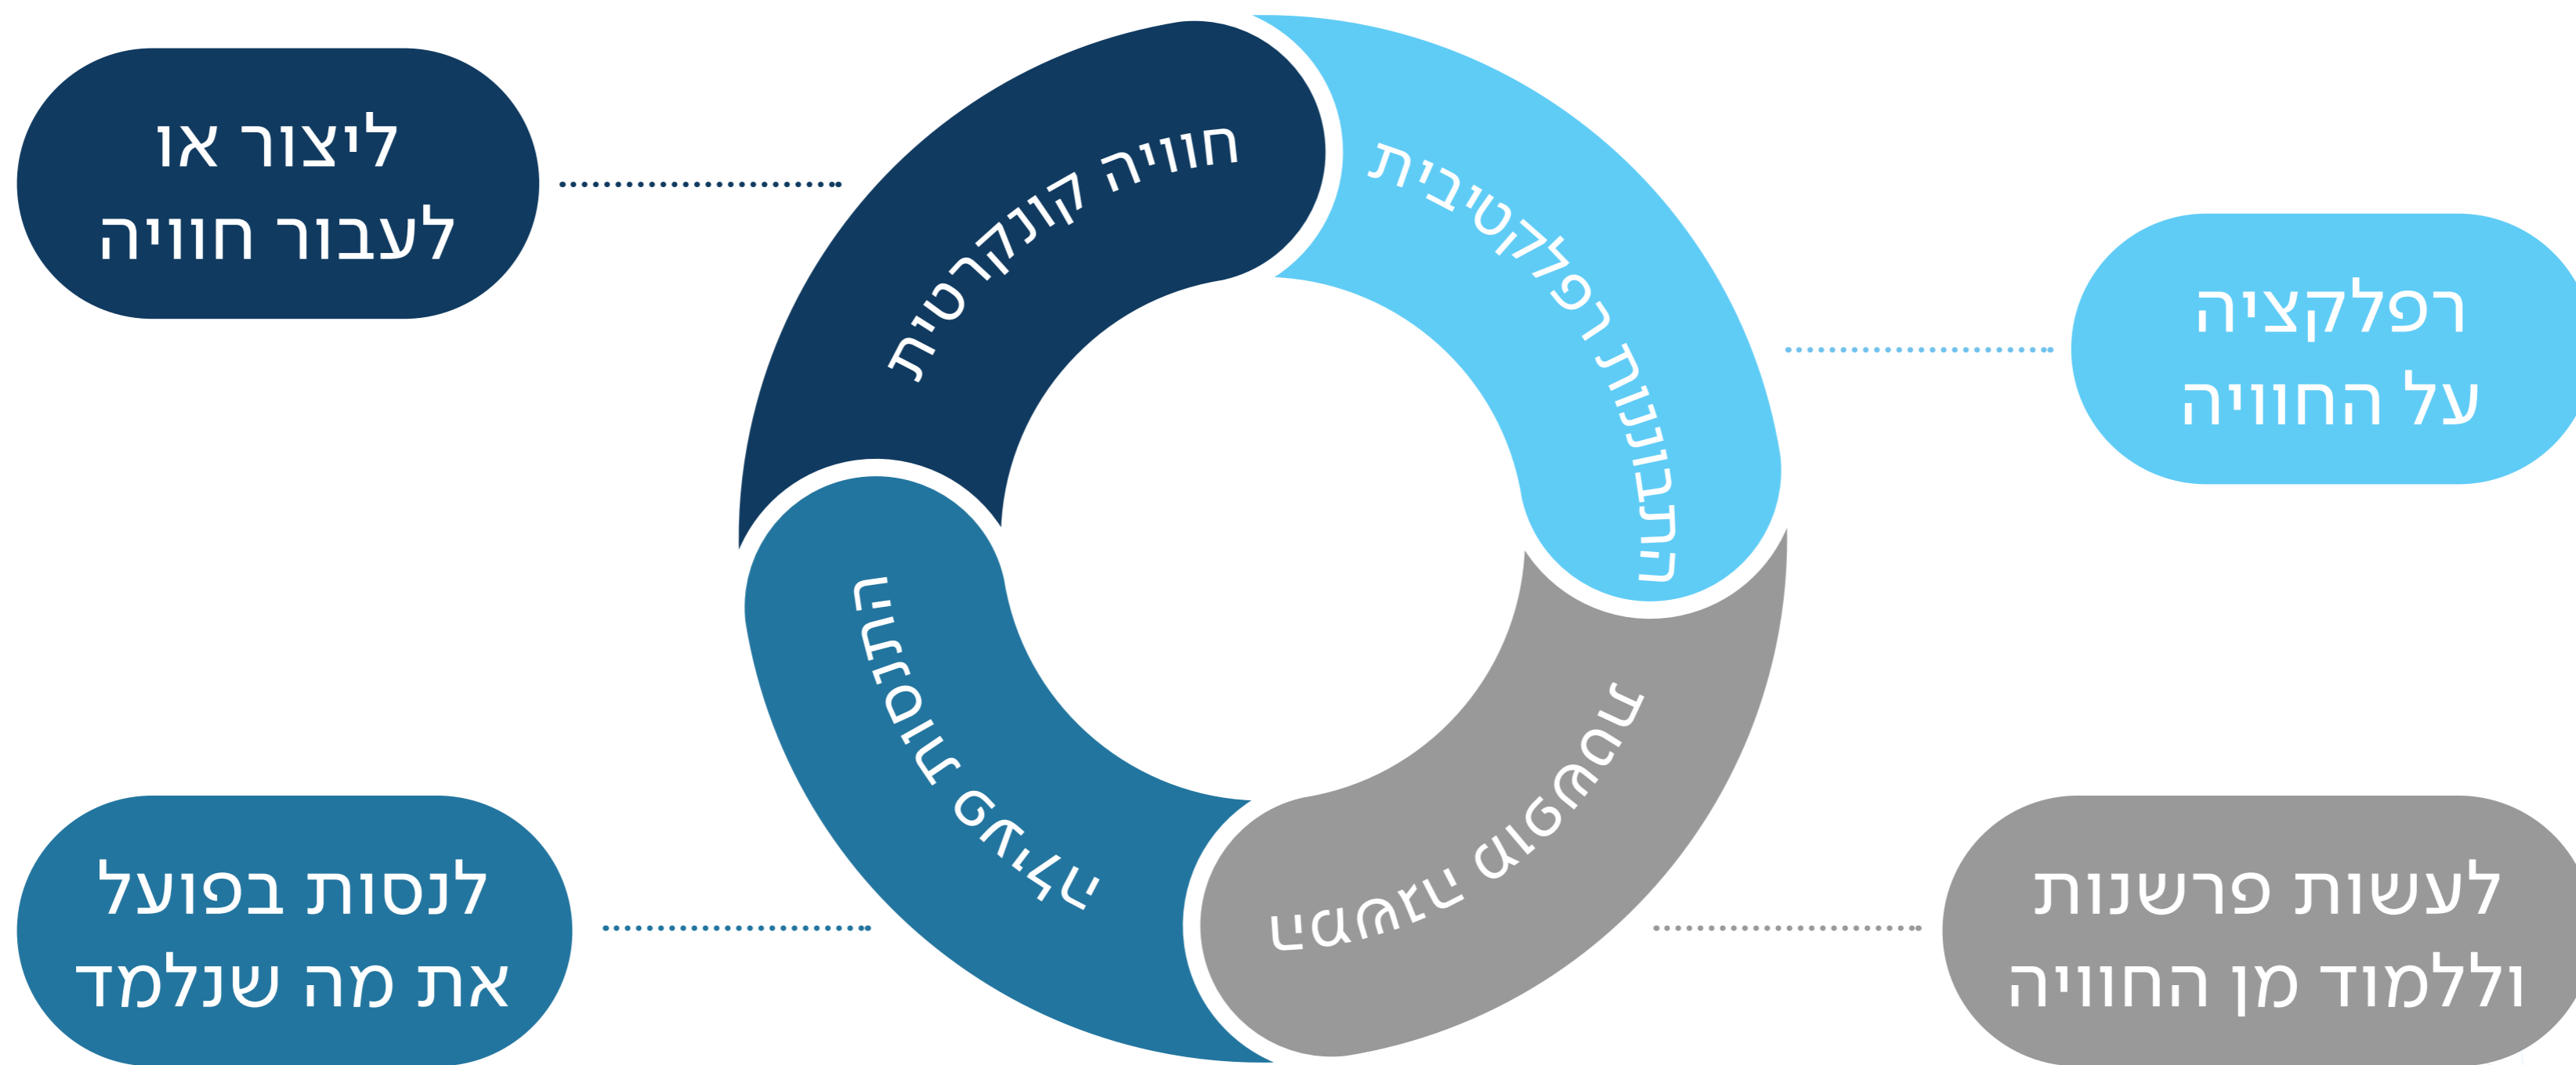 חוויה קונקרטית
ליצור או
לעבור חוויה
התבוננות רפלקטיבית
רפלקציה
על החוויה
המשגה מופשטת
לעשות פרשנות
וללמוד מן החוויה
התנסות פעילה
לנסות בפועל
את מה שנלמד